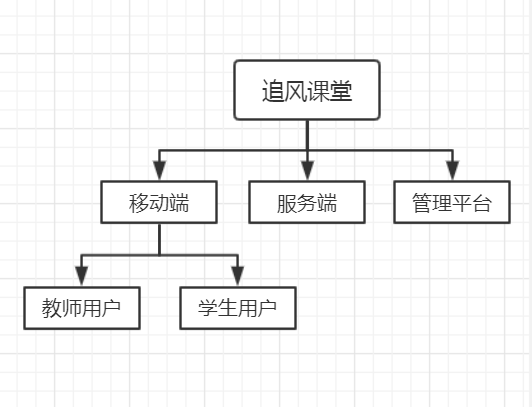 追风课堂
移动端
服务端
管理平台
教师用户
学生用户